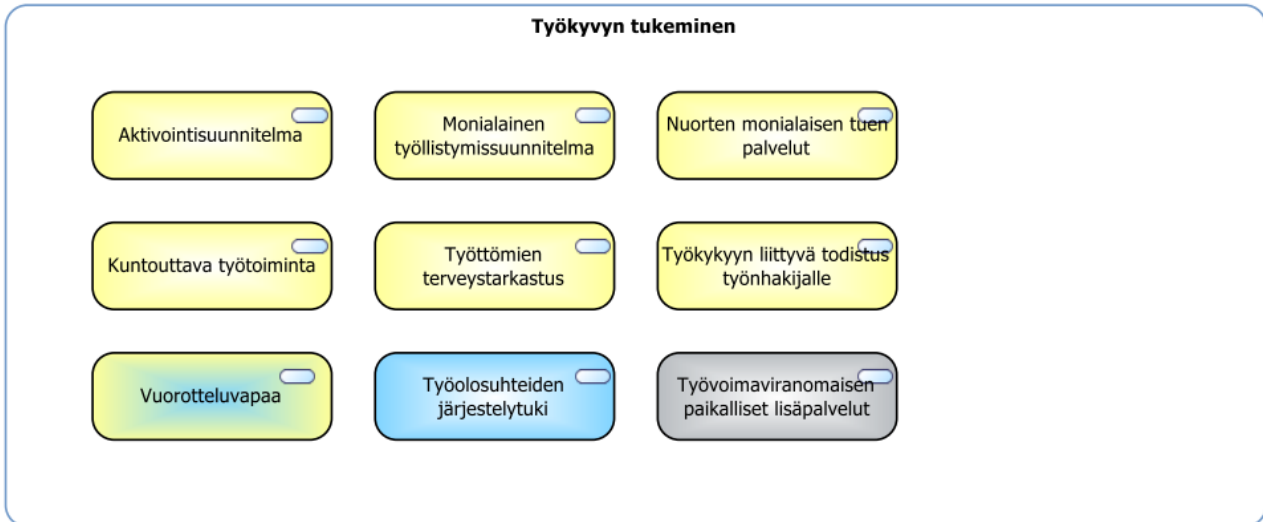 Työkyvyn tukeminen
Aktivointisuunnitelma
Monialainen
työllistymissuunnitelma
Nuorten monialaisen tuen
palvelut
Kuntouttava työtoiminta
Työttömien
terveystarkastus
Työkykyyn liittyvä todistus
työnhakijalle
Vuorotteluvapaa
Työolosuhteiden
järjestelytuki
Työvoimaviranomaisen
paikalliset lisäpalvelut